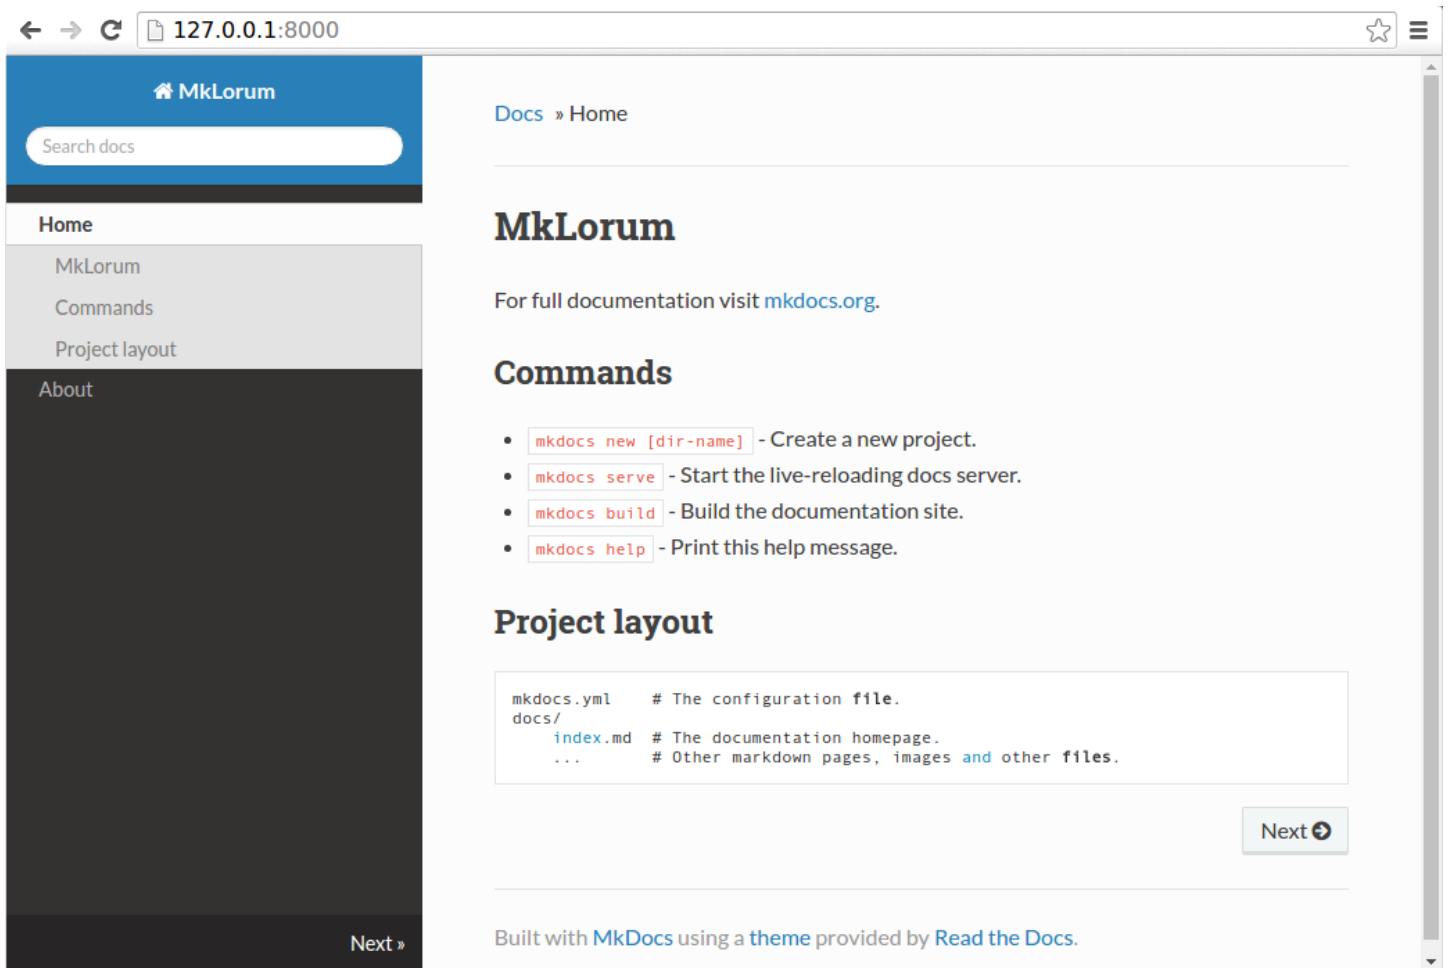 127.0.0.1:8000
MkLorum
Search docs
Home
MkLorum
Commands
Project layout
About
Next »
Docs » Home
MkLorum
For full documentation visit mkdocs.org.
Commands
• mkdocs new [dir-name] - Create a new project.
• mkdocs serve - Start the live-reloading docs server.
• mkdocs build - Build the documentation site.
• mkdocs help - Print this help message.
Project layout
mkdocs.yml    # The configuration file.
docs/
    index.md  # The documentation homepage.
    ...       # Other markdown pages, images and other files.
Next
Built with MkDocs using a theme provided by Read the Docs.